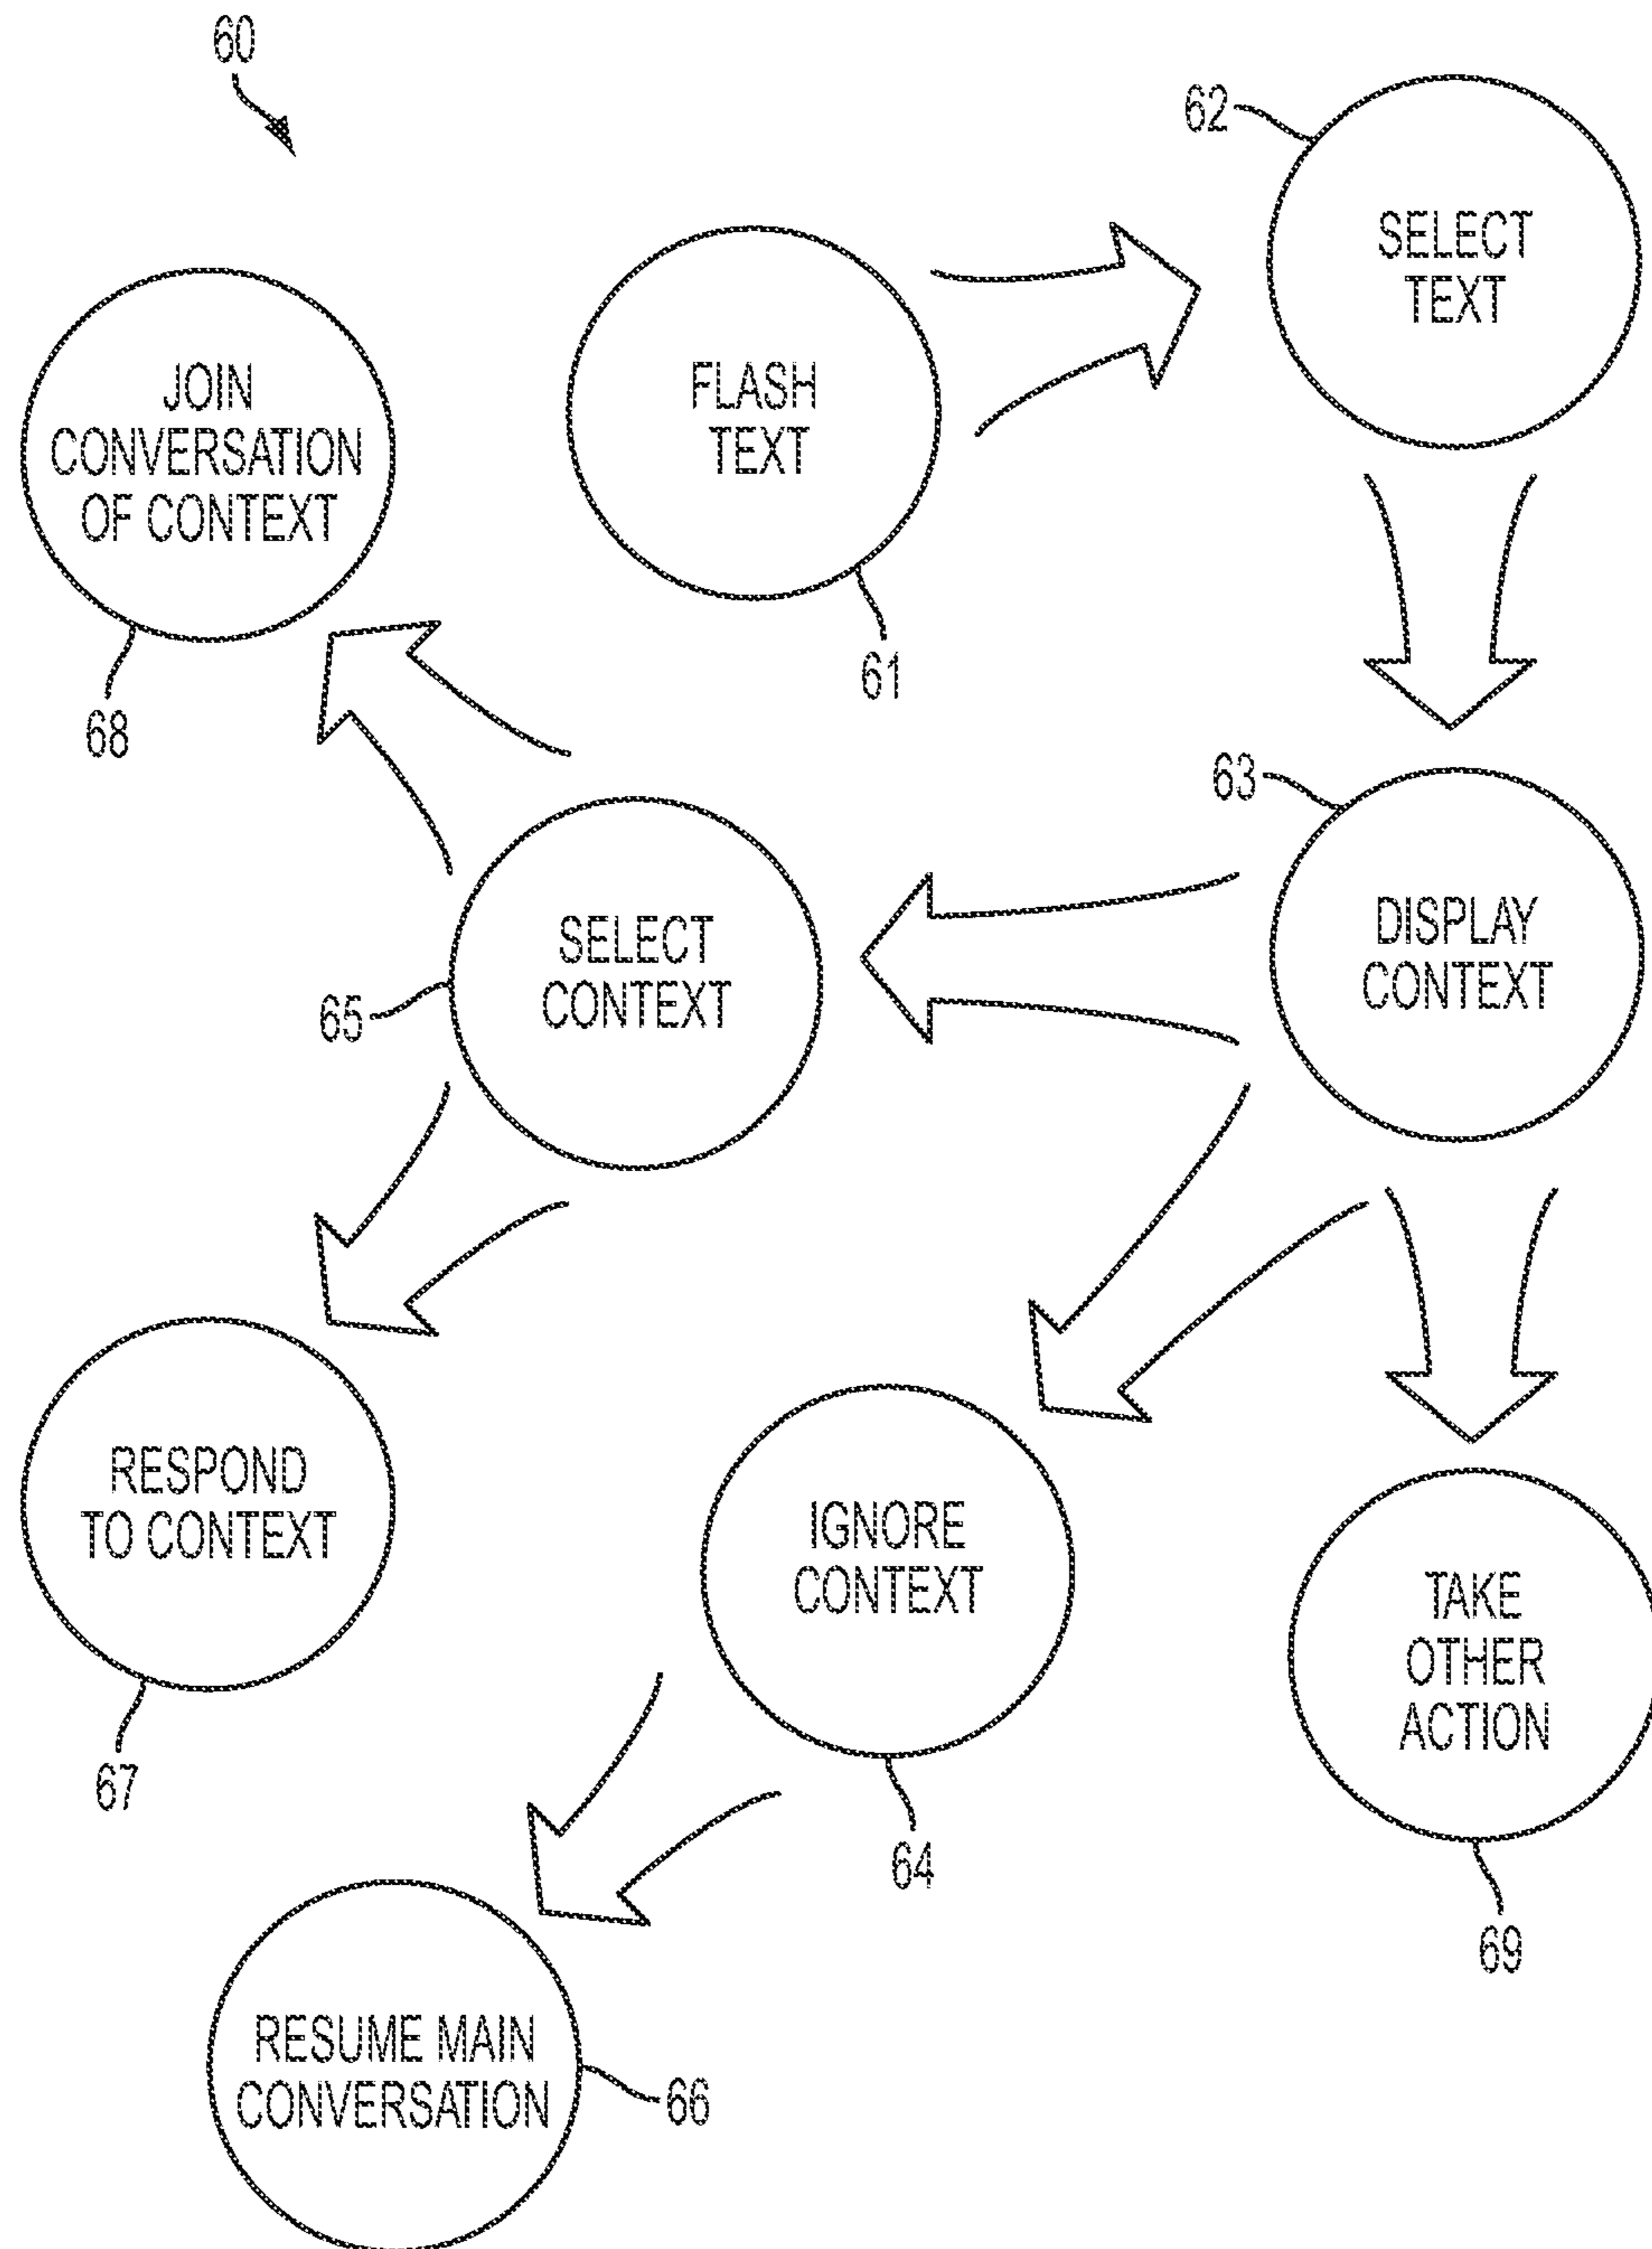 60
62
SELECT
TEXT
FLASH
TEXT
61
JOIN
CONVERSATION
OF CONTEXT
68
63
DISPLAY
CONTEXT
SELECT
CONTEXT
65
RESPOND
TO CONTEXT
67
IGNORE
CONTEXT
64
TAKE
OTHER
ACTION
69
RESUME MAIN
CONVERSATION
66